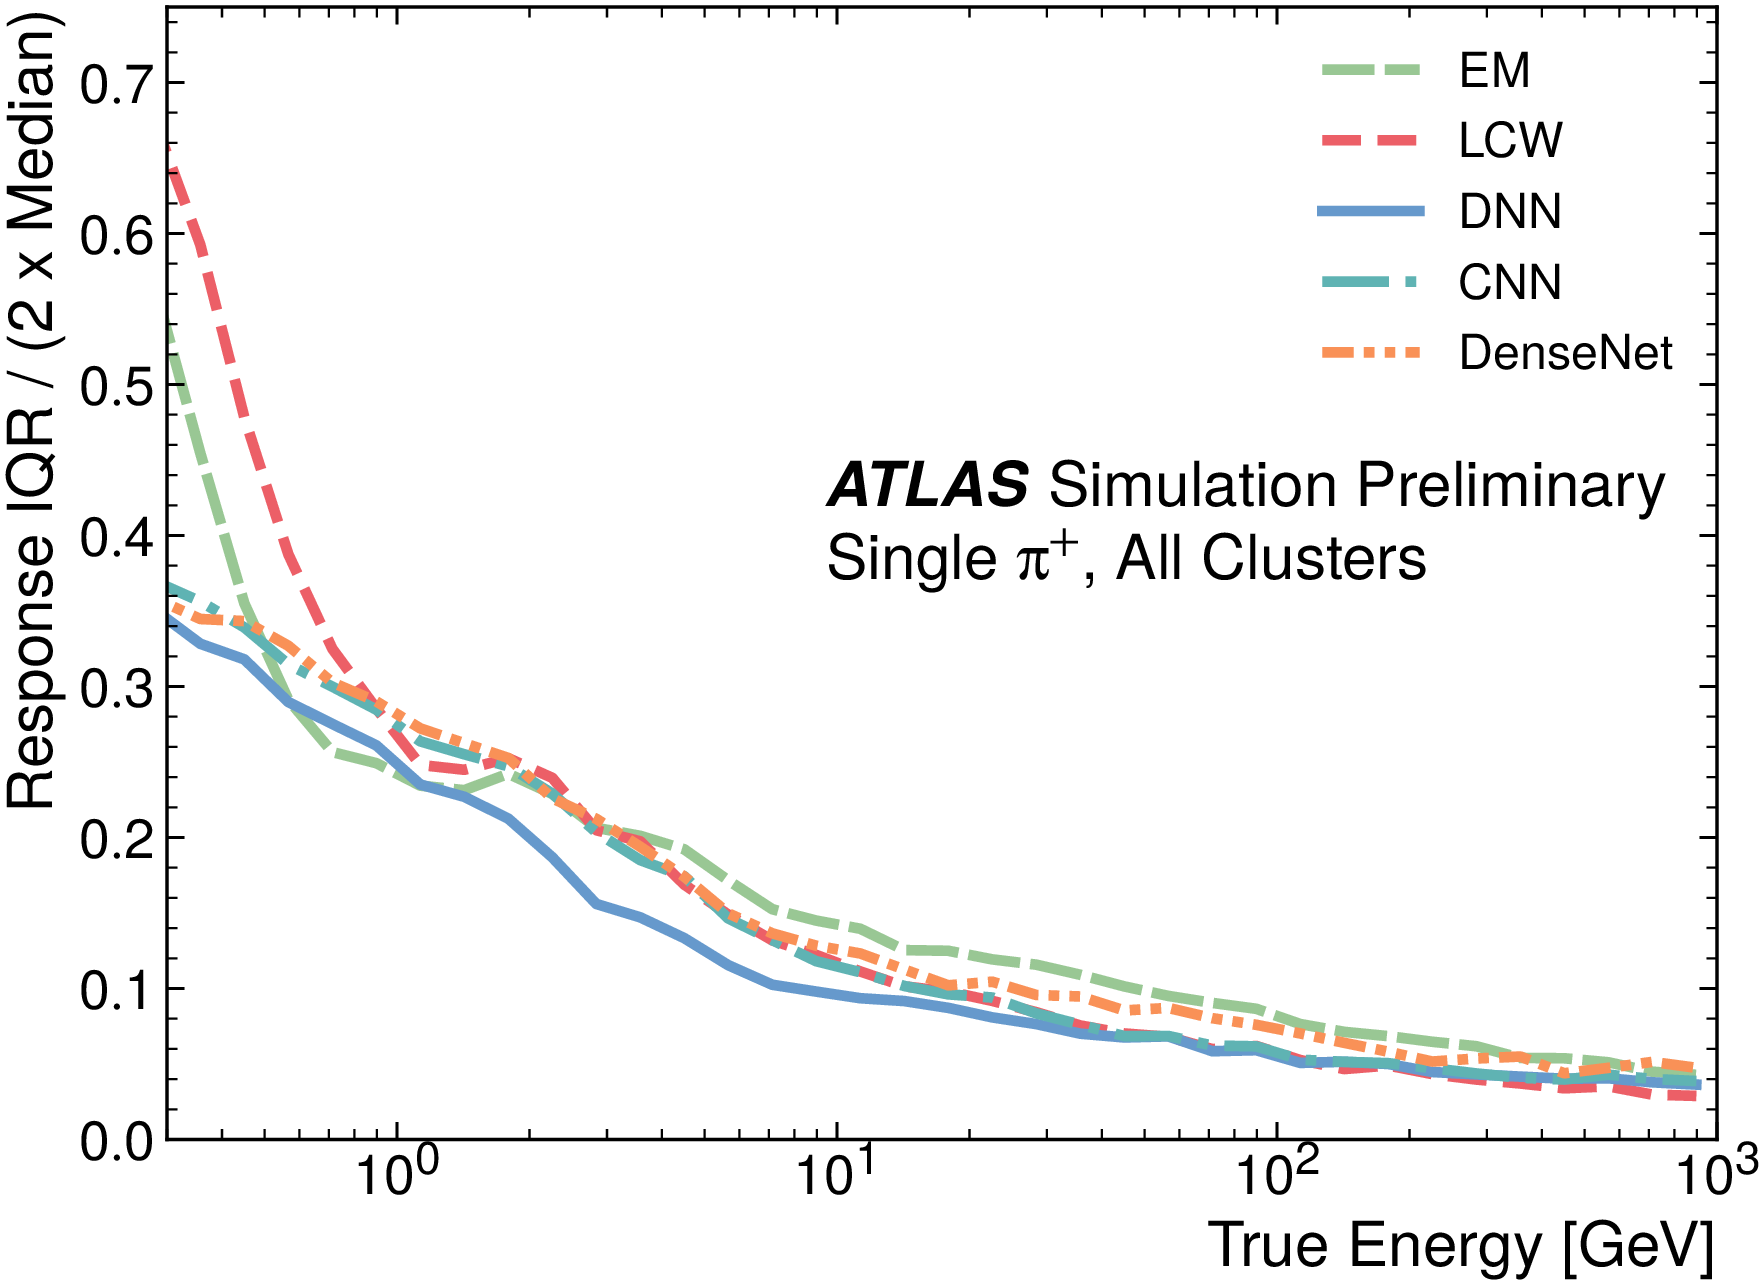 Response IQR / (2 x Median)
0.7
0.6
0.5
0.4
0.3
0.2
0.1
0.0
EM
LCW
DNN
CNN
DenseNet
ATLAS Simulation Preliminary
Single π⁺, All Clusters
10⁰ 10¹ 10² 10³
True Energy [GeV]